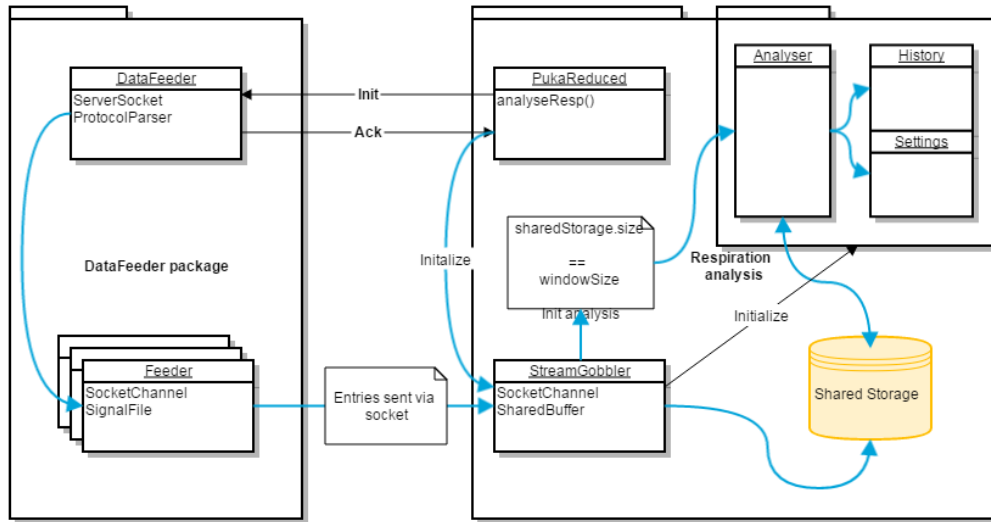 DataFeeder
ServerSocket
ProtocolParser
Init
Ack
PukaReduced
analyseResp()
Analyser
History
Settings
DataFeeder package
Initalize
sharedStorage.size
==
windowSize
Init analysis
Respiration
analysis
Initialize
Feeder
SocketChannel
SignalFile
Entries sent via
socket
StreamGobbler
SocketChannel
SharedBuffer
Shared Storage